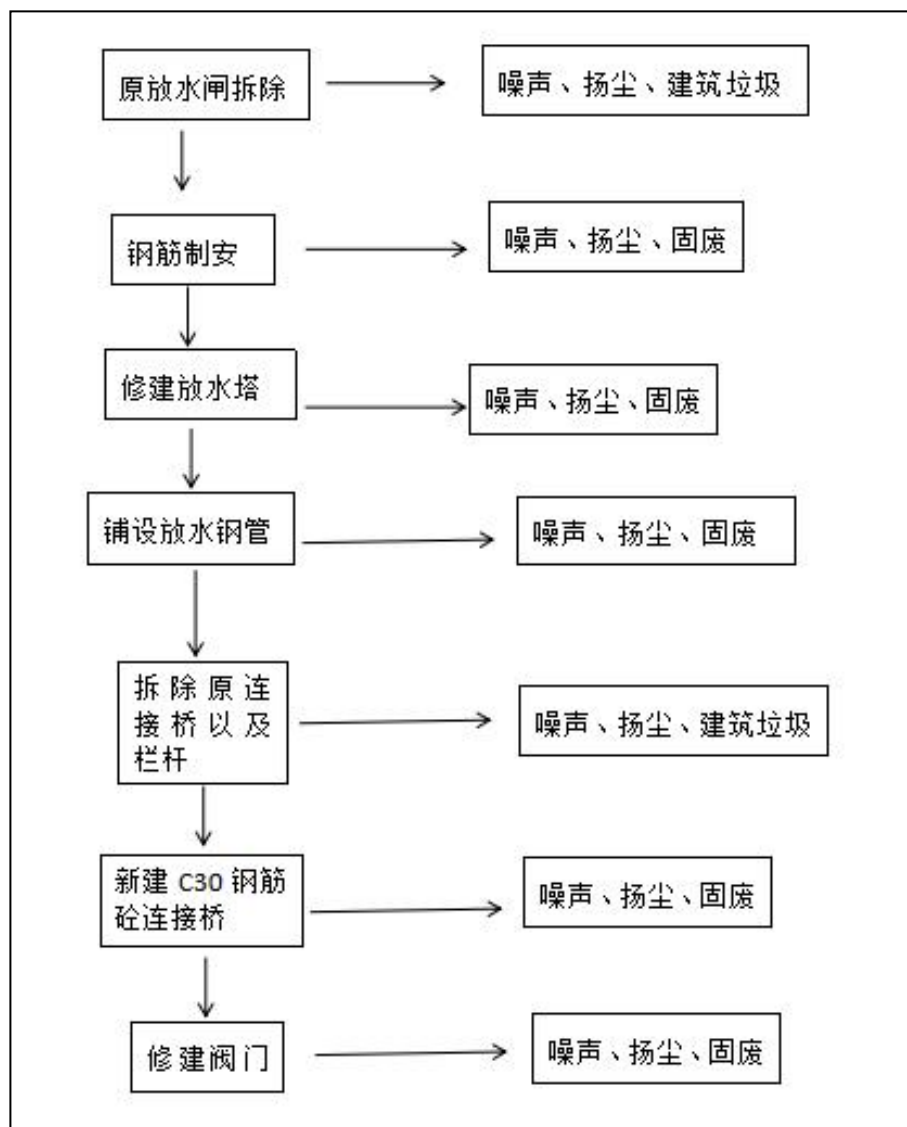 原放水闸拆除
噪声、扬尘、建筑垃圾
钢筋制安
噪声、扬尘、固废
修建放水塔
噪声、扬尘、固废
铺设放水钢管
噪声、扬尘、固废
拆除原连
接桥以及
栏杆
噪声、扬尘、建筑垃圾
新建 C30 钢筋
砼连接桥
噪声、扬尘、固废
修建阀门
噪声、扬尘、固废